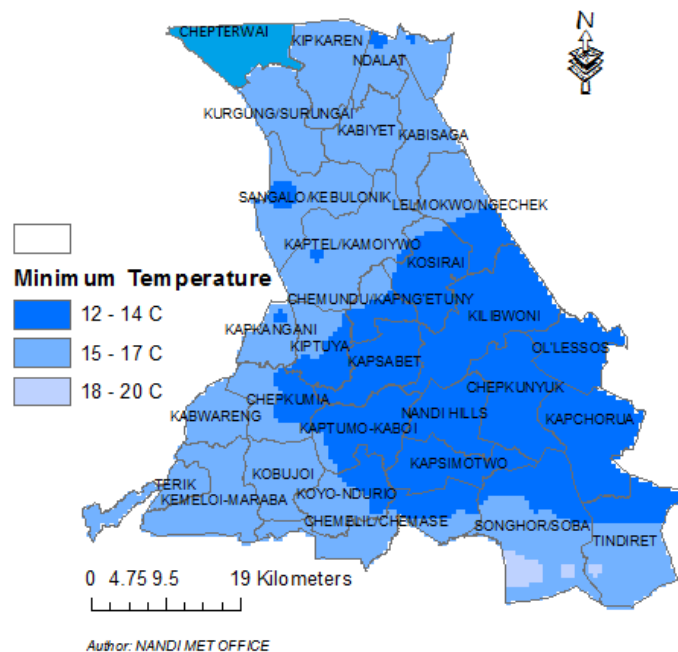 CHEPTERWAI
KIPKAREN
N
NDALAT
KURGUNG/SURUNGAI
KABIYET
KABISAGA
SANGALO/KEBULONIK
LELMOKWO/NGECHEK
KAPTEL/KAMOIYWO
KOSIRAI
Minimum Temperature
CHEMUNDU/KAPNG'ETUNY
12 - 14 C
KILIBWONI
KAPKANGANI
KIPTUYA
OL'LESSOS
15 - 17 C
KAPSABET
18 - 20 C
CHEPKUNYUK
CHEPKUMIA
KABWARENG
NANDI HILLS
KAPCHORUA
KAPTUMO-KABOI
KAPSIMOTWO
KOBUJOI
TERIK
KEMELOI-MARABA
KOYO-NDURIO
CHEMELIL/CHEMASE
SONGHOR/SOBA
TINDIRET
0 4.75 9.5 19 Kilometers
Author: NANDI MET OFFICE